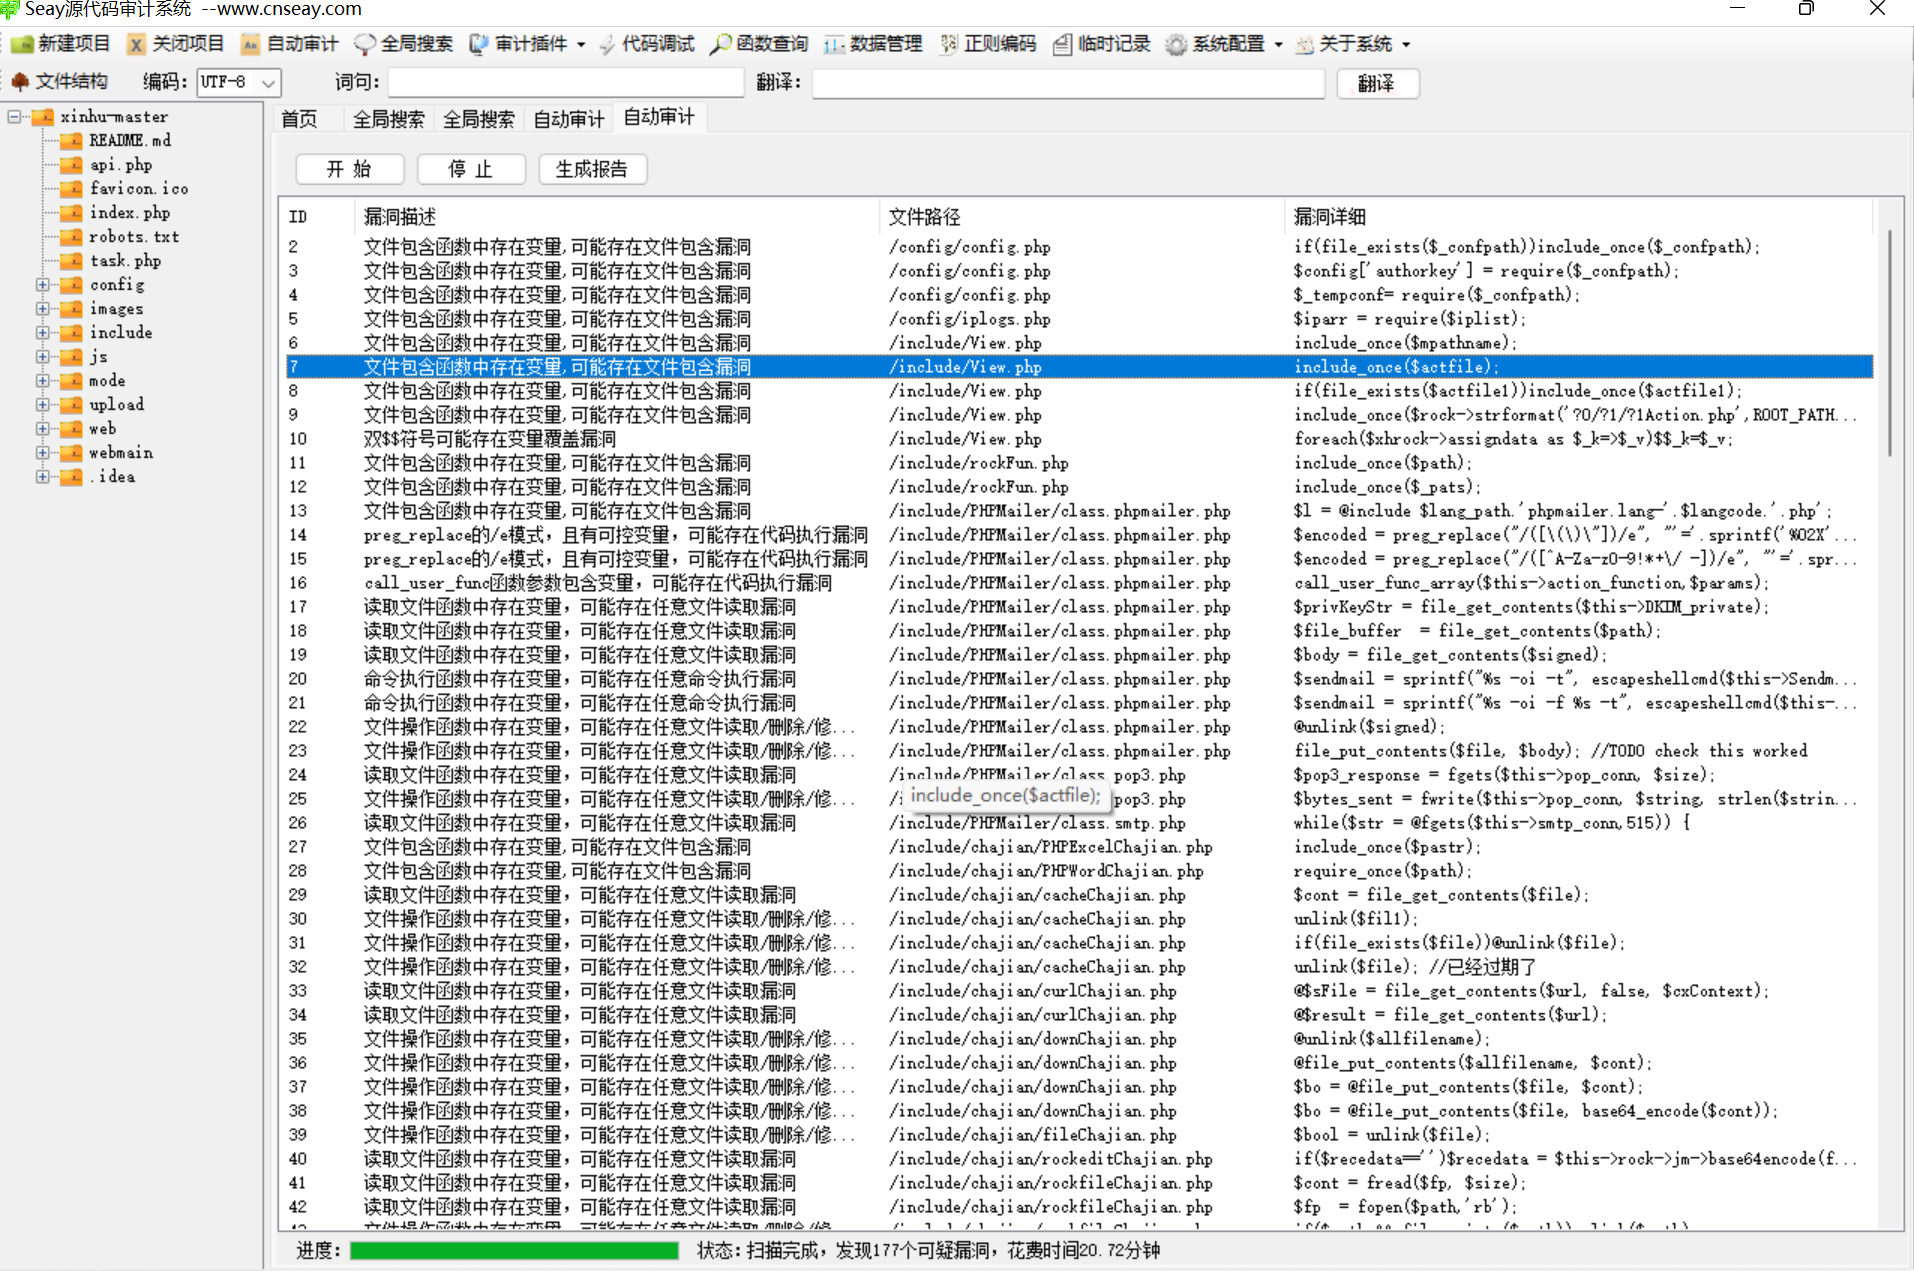 Seay源代码审计系统 --www.cnseay.com
新建项目 关闭项目 自动审计 全局搜索 审计插件 代码调试 函数查询 数据管理 正则编码 临时记录 系统配置 关于系统
文件结构 编码: UTF-8 词句: 翻译: 翻译
xinhu-master
README.md
api.php
favicon.ico
index.php
robots.txt
task.php
config
images
include
js
mode
upload
web
webmain
.idea
首页 全局搜索 全局搜索 自动审计 自动审计
开 始 停 止 生成报告
ID 漏洞描述 文件路径 漏洞详细
2 文件包含函数中存在变量,可能存在文件包含漏洞 /config/config.php if(file_exists($_confpath))include_once($_confpath);
3 文件包含函数中存在变量,可能存在文件包含漏洞 /config/config.php $config['authorkey'] = require($_confpath);
4 文件包含函数中存在变量,可能存在文件包含漏洞 /config/config.php $_tempconf= require($_confpath);
5 文件包含函数中存在变量,可能存在文件包含漏洞 /config/iplogs.php $iparr = require($iplist);
6 文件包含函数中存在变量,可能存在文件包含漏洞 /include/View.php include_once($mpathname);
7 文件包含函数中存在变量,可能存在文件包含漏洞 /include/View.php include_once($actfile);
8 文件包含函数中存在变量,可能存在文件包含漏洞 /include/View.php if(file_exists($actfile1))include_once($actfile1);
9 文件包含函数中存在变量,可能存在文件包含漏洞 /include/View.php include_once($rock->strformat('?0/?1/?1Action.php',ROOT_PATH...
10 双$$符号可能存在变量覆盖漏洞 /include/View.php foreach($xhrock->assigndata as $_k=>$_v)$$_k=$_v;
11 文件包含函数中存在变量,可能存在文件包含漏洞 /include/rockFun.php include_once($path);
12 文件包含函数中存在变量,可能存在文件包含漏洞 /include/rockFun.php include_once($_pats);
13 文件包含函数中存在变量,可能存在文件包含漏洞 /include/PHPMailer/class.phpmailer.php $l = @include $lang_path.'phpmailer.lang-'.$langcode.'.php';
14 preg_replace的/e模式，且有可控变量，可能存在代码执行漏洞 /include/PHPMailer/class.phpmailer.php $encoded = preg_replace("/([\(\)\"])/e", "'='.sprintf('%02X'...
15 preg_replace的/e模式，且有可控变量，可能存在代码执行漏洞 /include/PHPMailer/class.phpmailer.php $encoded = preg_replace("/([^A-Za-z0-9!*+\/ -])/e", "'='.spr...
16 call_user_func函数参数包含变量，可能存在代码执行漏洞 /include/PHPMailer/class.phpmailer.php call_user_func_array($this->action_function,$params);
17 读取文件函数中存在变量，可能存在任意文件读取漏洞 /include/PHPMailer/class.phpmailer.php $privKeyStr = file_get_contents($this->DKIM_private);
18 读取文件函数中存在变量，可能存在任意文件读取漏洞 /include/PHPMailer/class.phpmailer.php $file_buffer  = file_get_contents($path);
19 读取文件函数中存在变量，可能存在任意文件读取漏洞 /include/PHPMailer/class.phpmailer.php $body = file_get_contents($signed);
20 命令执行函数中存在变量，可能存在任意命令执行漏洞 /include/PHPMailer/class.phpmailer.php $sendmail = sprintf("%s -oi -t", escapeshellcmd($this->Sendm...
21 命令执行函数中存在变量，可能存在任意命令执行漏洞 /include/PHPMailer/class.phpmailer.php $sendmail = sprintf("%s -oi -f %s -t", escapeshellcmd($this-...
22 文件操作函数中存在变量，可能存在任意文件读取/删除/修... /include/PHPMailer/class.phpmailer.php @unlink($signed);
23 文件操作函数中存在变量，可能存在任意文件读取/删除/修... /include/PHPMailer/class.phpmailer.php file_put_contents($file, $body); //TODO check this worked
24 读取文件函数中存在变量，可能存在任意文件读取漏洞 /include/PHPMailer/class.pop3.php $pop3_response = fgets($this->pop_conn, $size);
include_once($actfile);
25 文件操作函数中存在变量，可能存在任意文件读取/删除/修... pop3.php $bytes_sent = fwrite($this->pop_conn, $string, strlen($strin...
26 读取文件函数中存在变量，可能存在任意文件读取漏洞 /include/PHPMailer/class.smtp.php while($str = @fgets($this->smtp_conn,515)) {
27 文件包含函数中存在变量,可能存在文件包含漏洞 /include/chajian/PHPExcelChajian.php include_once($pastr);
28 文件包含函数中存在变量,可能存在文件包含漏洞 /include/chajian/PHPWordChajian.php require_once($path);
29 读取文件函数中存在变量，可能存在任意文件读取漏洞 /include/chajian/cacheChajian.php $cont = file_get_contents($file);
30 文件操作函数中存在变量，可能存在任意文件读取/删除/修... /include/chajian/cacheChajian.php unlink($fil1);
31 文件操作函数中存在变量，可能存在任意文件读取/删除/修... /include/chajian/cacheChajian.php if(file_exists($file))@unlink($file);
32 文件操作函数中存在变量，可能存在任意文件读取/删除/修... /include/chajian/cacheChajian.php unlink($file); //已经过期了
33 读取文件函数中存在变量，可能存在任意文件读取漏洞 /include/chajian/curlChajian.php @$sFile = file_get_contents($url, false, $cxContext);
34 读取文件函数中存在变量，可能存在任意文件读取漏洞 /include/chajian/curlChajian.php @$result = file_get_contents($url);
35 文件操作函数中存在变量，可能存在任意文件读取/删除/修... /include/chajian/downChajian.php @unlink($allfilename);
36 文件操作函数中存在变量，可能存在任意文件读取/删除/修... /include/chajian/downChajian.php @file_put_contents($allfilename, $cont);
37 文件操作函数中存在变量，可能存在任意文件读取/删除/修... /include/chajian/downChajian.php $bo = @file_put_contents($file, $cont);
38 文件操作函数中存在变量，可能存在任意文件读取/删除/修... /include/chajian/downChajian.php $bo = @file_put_contents($file, base64_encode($cont));
39 文件操作函数中存在变量，可能存在任意文件读取/删除/修... /include/chajian/fileChajian.php $bool = unlink($file);
40 读取文件函数中存在变量，可能存在任意文件读取漏洞 /include/chajian/rockeditChajian.php if($recedata=='')$recedata = $this->rock->jm->base64encode(f...
41 读取文件函数中存在变量，可能存在任意文件读取漏洞 /include/chajian/rockfileChajian.php $cont = fread($fp, $size);
42 读取文件函数中存在变量，可能存在任意文件读取漏洞 /include/chajian/rockfileChajian.php $fp  = fopen($path,'rb');
进度: 状态: 扫描完成，发现177个可疑漏洞，花费时间20.72分钟